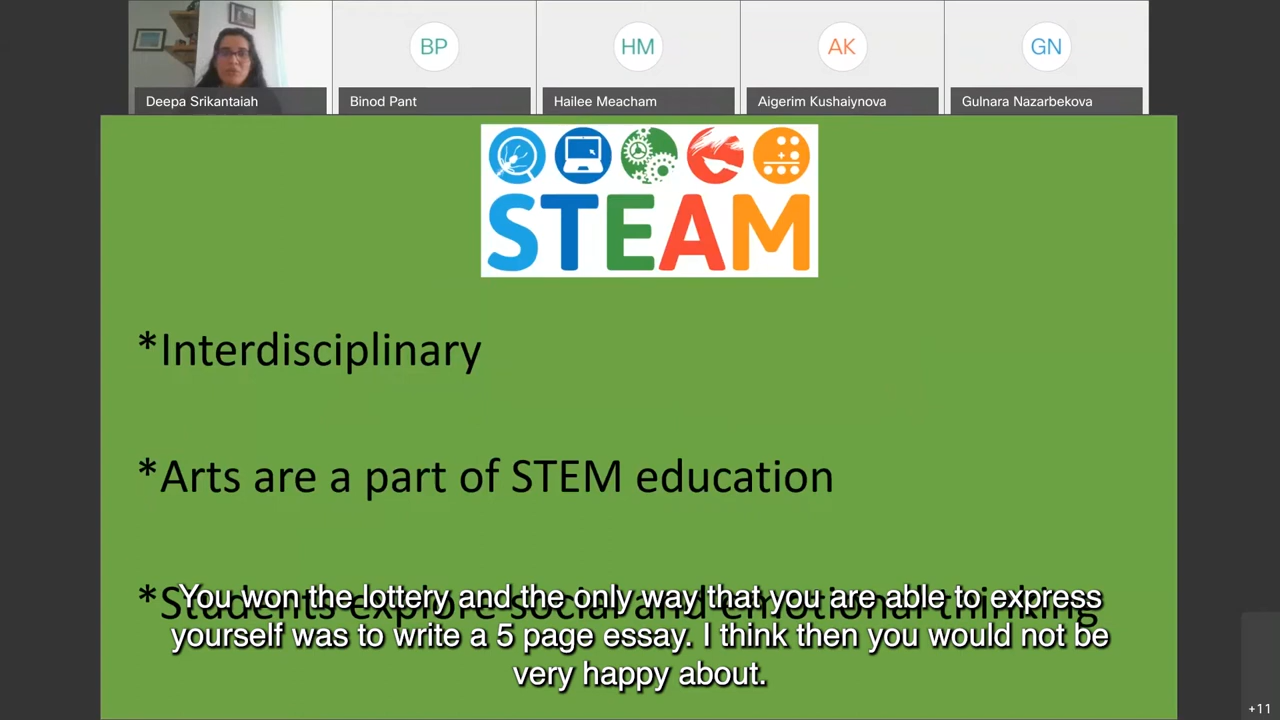 BP
HM
AK
GN
Deepa Srikantaiah
Binod Pant
Hailee Meacham
Aigerim Kushaiynova
Gulnara Nazarbekova
STEAM
*Interdisciplinary
*Arts are a part of STEM education
*Students explore social and emotional thinking
You won the lottery and the only way that you are able to express
yourself was to write a 5 page essay. I think then you would not be
very happy about.
+11